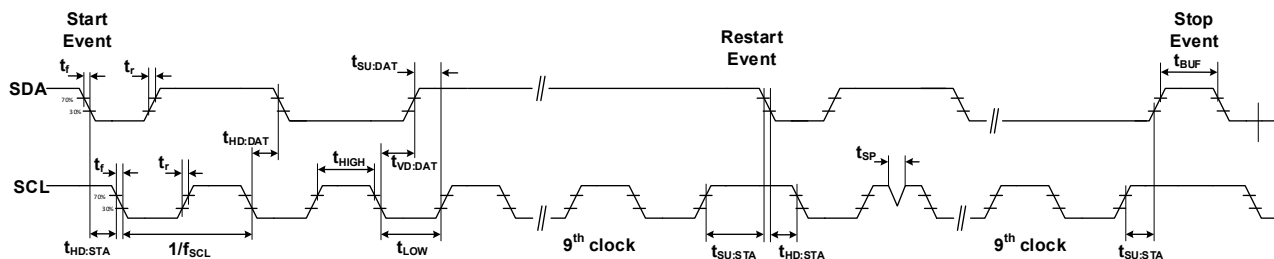 Start
Event
Restart
Event
Stop
Event
tf
tr
tSU:DAT
tBUF
SDA
70%
30%
tHD:DAT
tHIGH
tVD:DAT
tSP
tf
tr
SCL
70%
30%
tHD:STA
1/fSCL
tLOW
9th clock
tSU:STA
tHD:STA
9th clock
tSU:STA